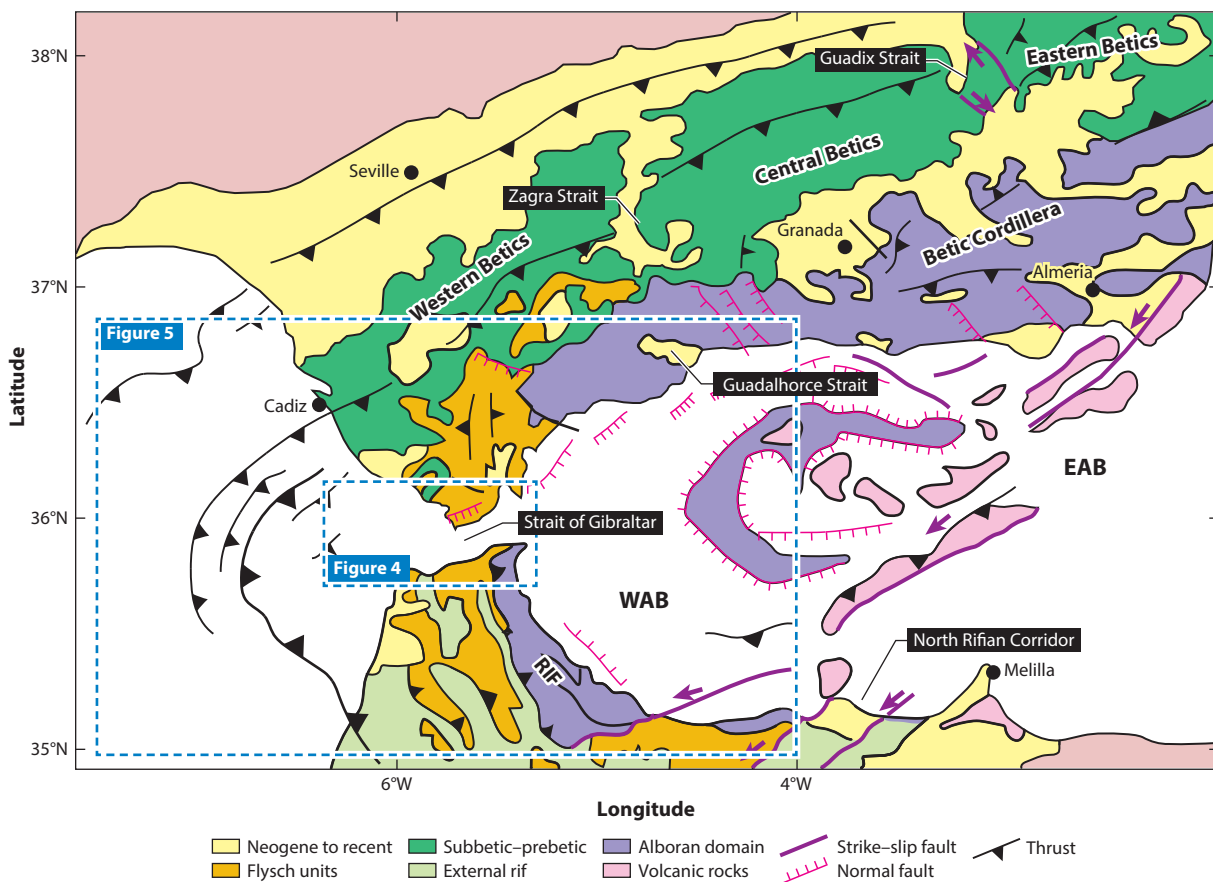 38°N
37°N
36°N
35°N
Latitude
Guadix Strait
Eastern Betics
Seville
Central Betics
Zagra Strait
Granada
Betic Cordillera
Western Betics
Almeria
Figure 5
Guadalhorce Strait
Cadiz
EAB
Strait of Gibraltar
Figure 4
WAB
North Rifian Corridor
RIF
Melilla
6°W
4°W
Longitude
Neogene to recent
Subbetic–prebetic
Alboran domain
Strike–slip fault
Thrust
Flysch units
External rif
Volcanic rocks
Normal fault